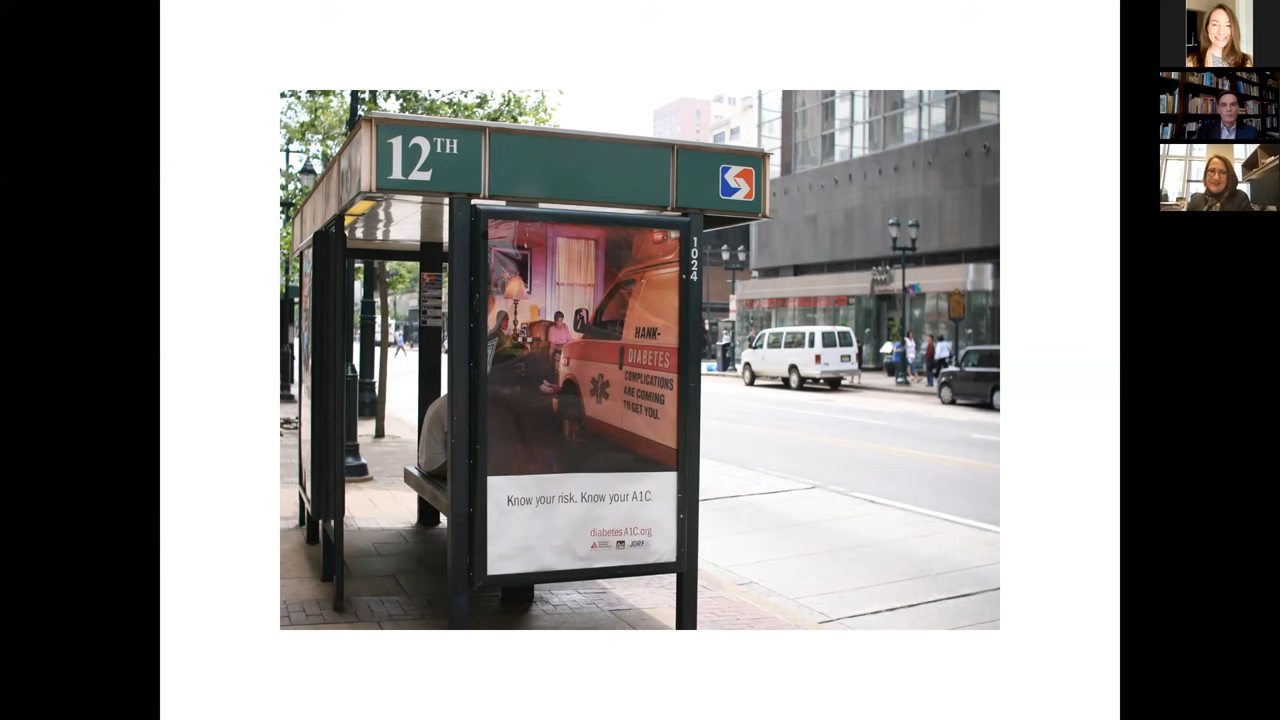 12TH
1024
HANK-
DIABETES
COMPLICATIONS
ARE COMING
TO GET YOU.
Know your risk. Know your A1C.
diabetesA1C.org
JDRF